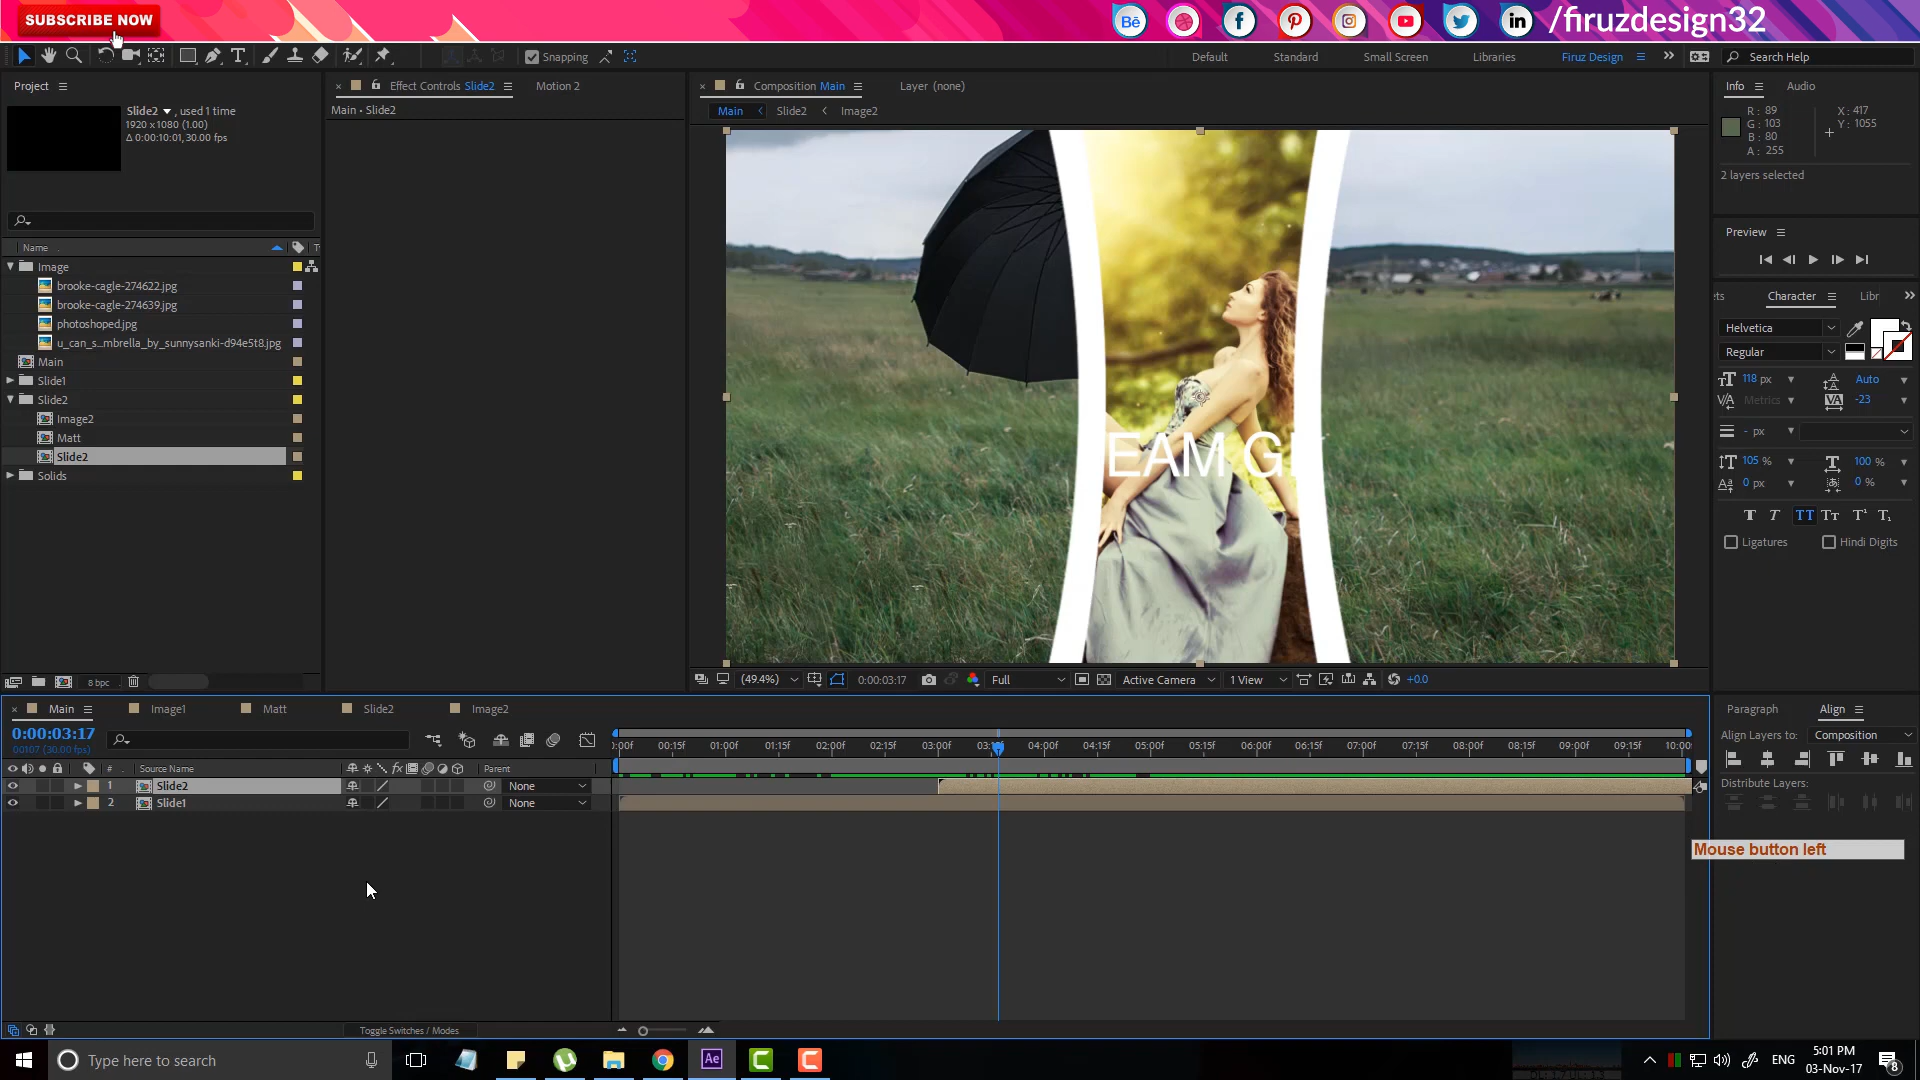 SUBSCRIBE NOW
/firuzdesign32
Snapping
Default
Standard
Small Screen
Libraries
Firuz Design
Search Help
Project
Slide2 , used 1 time
1920 x 1080 (1.00)
Δ 0:00:10:01, 30.00 fps
Name
Image
brooke-cagle-274622.jpg
brooke-cagle-274639.jpg
photoshoped.jpg
u_can_s...mbrella_by_sunnysanki-d94e5t8.jpg
Main
Slide1
Slide2
Image2
Matt
Slide2
Solids
8 bpc
Effect Controls Slide2
Motion 2
Main • Slide2
Composition Main
Layer (none)
Main
Slide2
Image2
EAM G
(49.4%)
0:00:03:17
Full
Active Camera
1 View
+0.0
Info
Audio
R : 89
G : 103
B : 80
A : 255
X : 417
Y : 1055
2 layers selected
Preview
Character
Libr
Helvetica
Regular
118 px
Auto
Metrics
-23
- px
105 %
100 %
0 px
0 %
Ligatures
Hindi Digits
Main
Image1
Matt
Slide2
Image2
0:00:03:17
00107 (30.00 fps)
00:15f
01:00f
01:15f
02:00f
02:15f
03:00f
04:00f
04:15f
05:00f
05:15f
06:00f
06:15f
07:00f
07:15f
08:00f
08:15f
09:00f
09:15f
# Source Name
Parent
1 Slide2 None
2 Slide1 None
Toggle Switches / Modes
Paragraph
Align
Align Layers to: Composition
Distribute Layers:
Mouse button left
Type here to search
Ae
ENG
5:01 PM
03-Nov-17
8